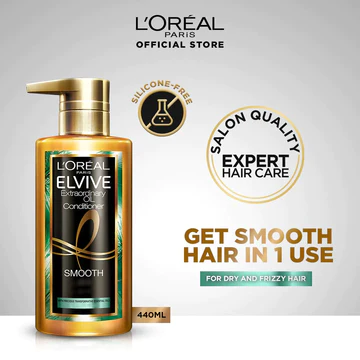 L'ORÉAL
PARIS
OFFICIAL STORE
SILICONE-FREE
SALON QUALITY
EXPERT
HAIR CARE
L'ORÉAL
PARIS
ELVIVE
Extraordinary
OIL
Conditioner
SMOOTH
GET SMOOTH
HAIR IN 1 USE
FOR DRY AND FRIZZY HAIR
440ML